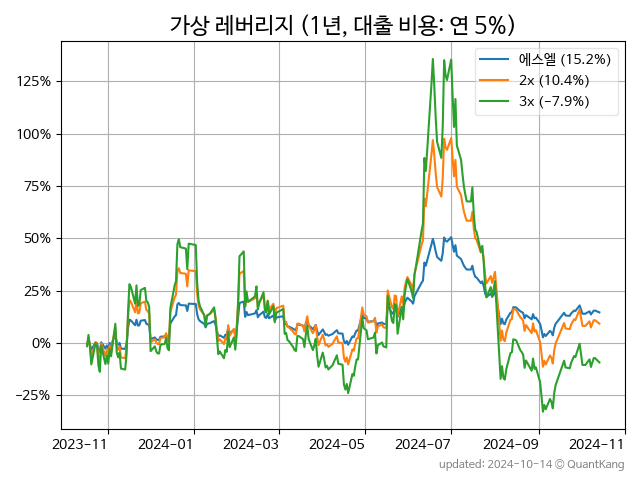 가상 레버리지 (1년, 대출 비용: 연 5%)
에스엘 (15.2%)
2x (10.4%)
3x (−7.9%)
125%
100%
75%
50%
25%
0%
−25%
2023-11 2024-01 2024-03 2024-05 2024-07 2024-09 2024-11
updated: 2024-10-14 © QuantKang